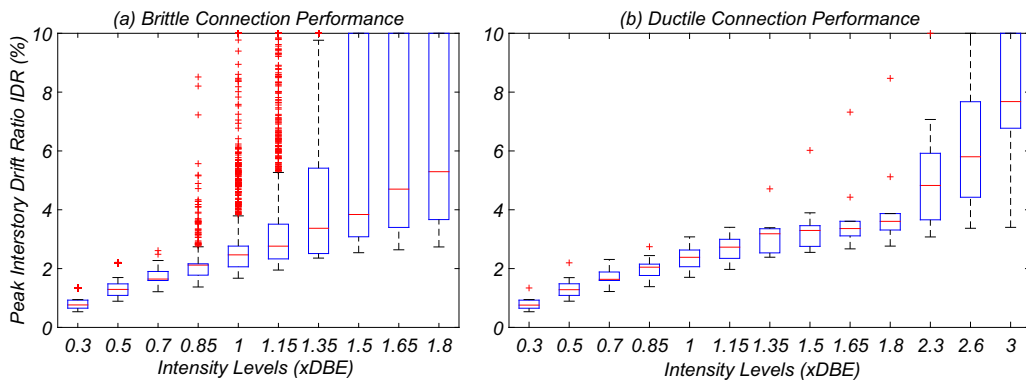 (a) Brittle Connection Performance
(b) Ductile Connection Performance
Peak Interstory Drift Ratio IDR (%)
10
8
6
4
2
0
0.3 0.5 0.7 0.85 1 1.15 1.35 1.5 1.65 1.8
Intensity Levels (xDBE)
10
8
6
4
2
0
0.3 0.5 0.7 0.85 1 1.15 1.35 1.5 1.65 1.8 2.3 2.6 3
Intensity Levels (xDBE)